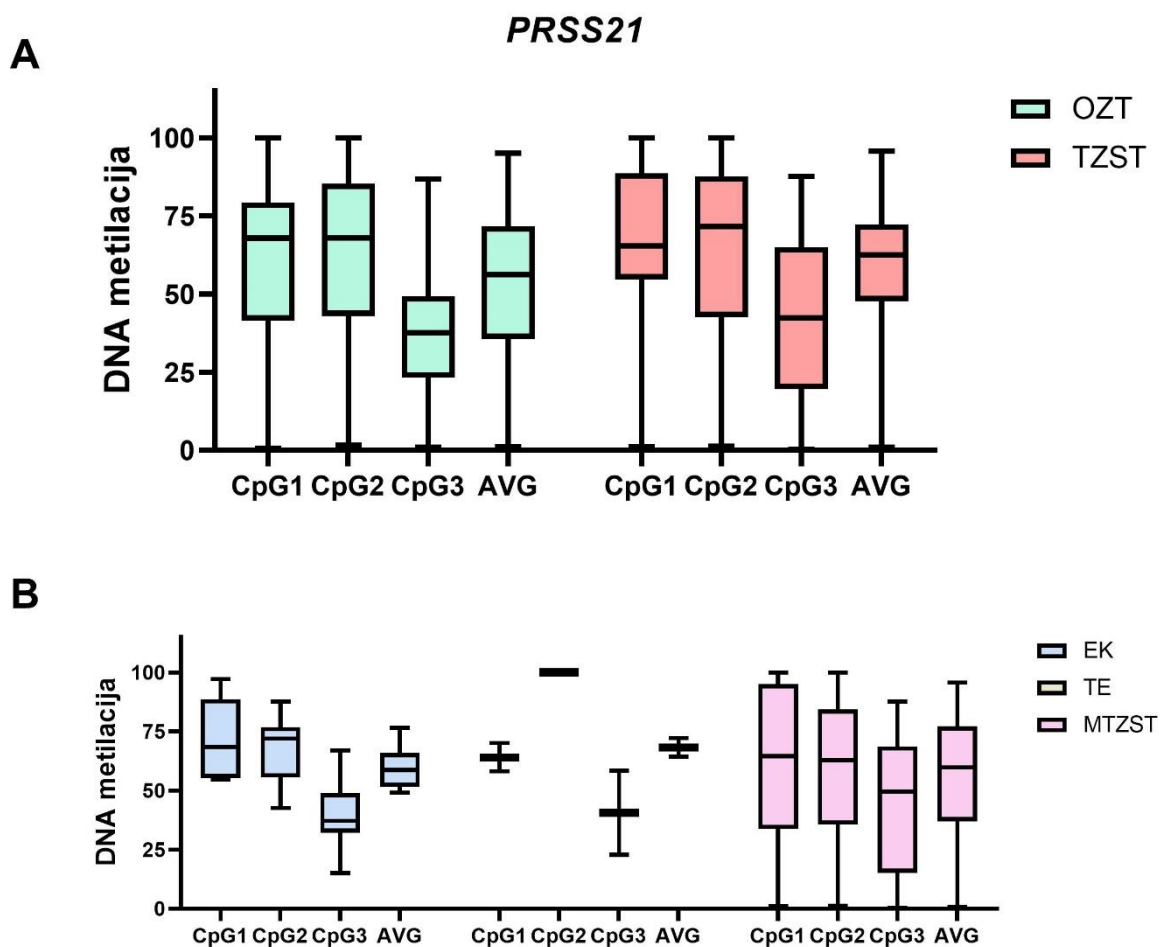 PRSS21
A
OZT
TZST
DNA metilacija
100
75
50
25
0
CpG1 CpG2 CpG3 AVG CpG1 CpG2 CpG3 AVG
B
EK
TE
MTZST
DNA metilacija
100
75
50
25
0
CpG1 CpG2 CpG3 AVG CpG1 CpG2 CpG3 AVG CpG1 CpG2 CpG3 AVG